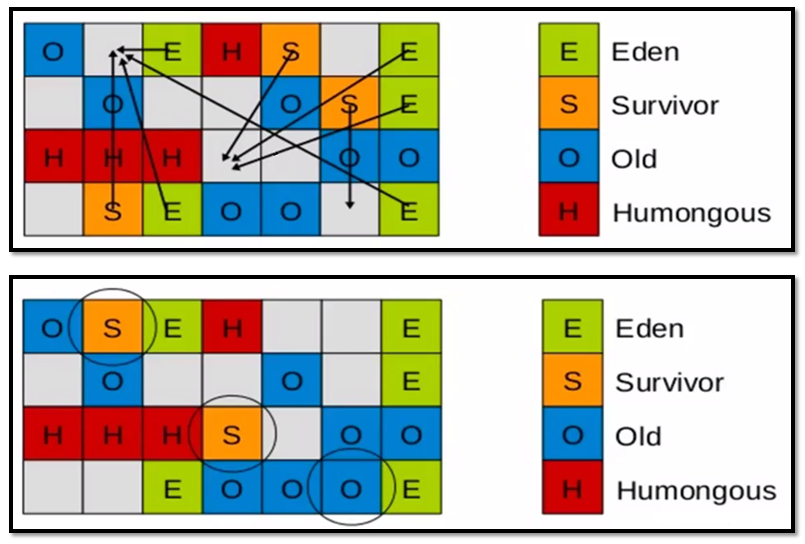 O E H S E Eden
O O S E Survivor
H H H O O Old
S E O O E H Humongous
E
S
O
O S E H E E Eden
O O E S Survivor
H H H S O O O Old
E O O O E H Humongous